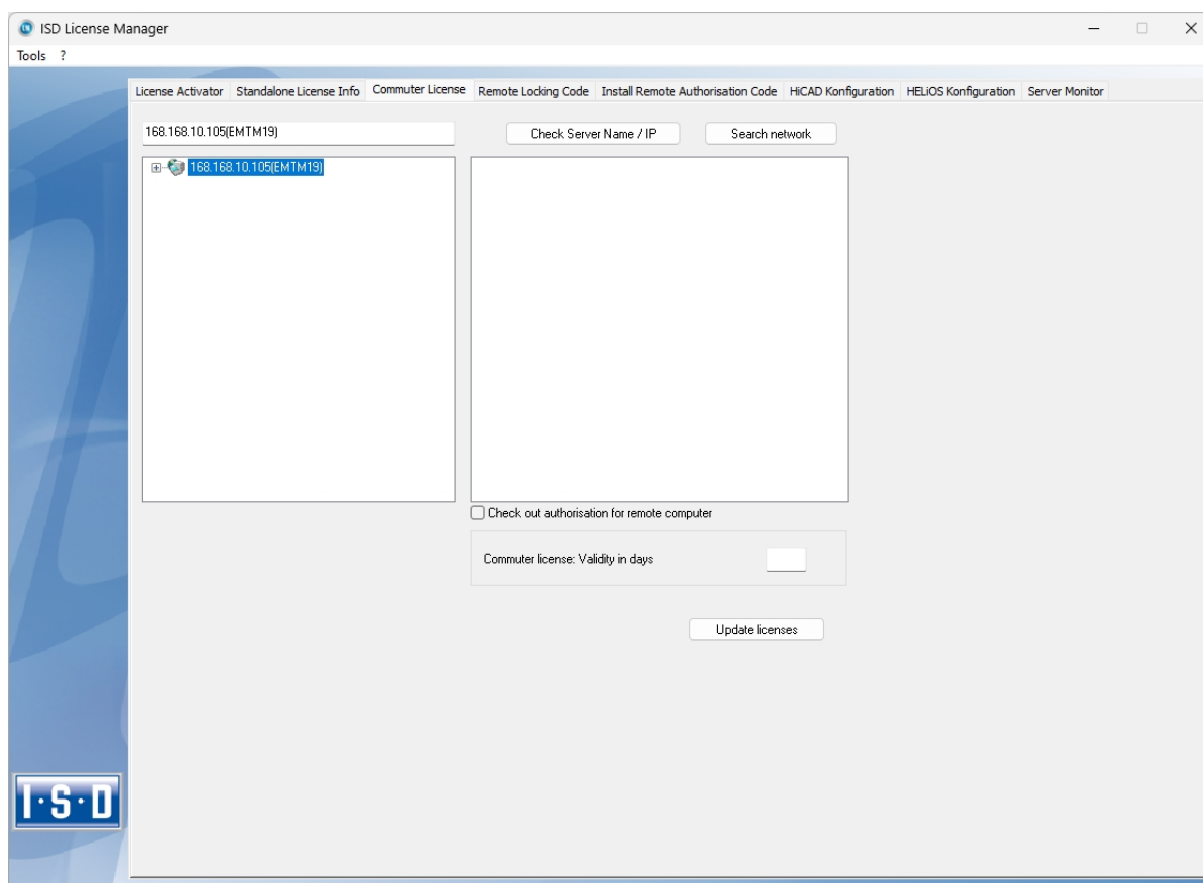 ISD License Manager
Tools ?
License Activator Standalone License Info Commuter License Remote Locking Code Install Remote Authorisation Code HiCAD Konfiguration HELiOS Konfiguration Server Monitor
168.168.10.105(EMTM19) Check Server Name / IP Search network
168.168.10.105(EMTM19)
Check out authorisation for remote computer
Commuter license: Validity in days
Update licenses
I·S·D